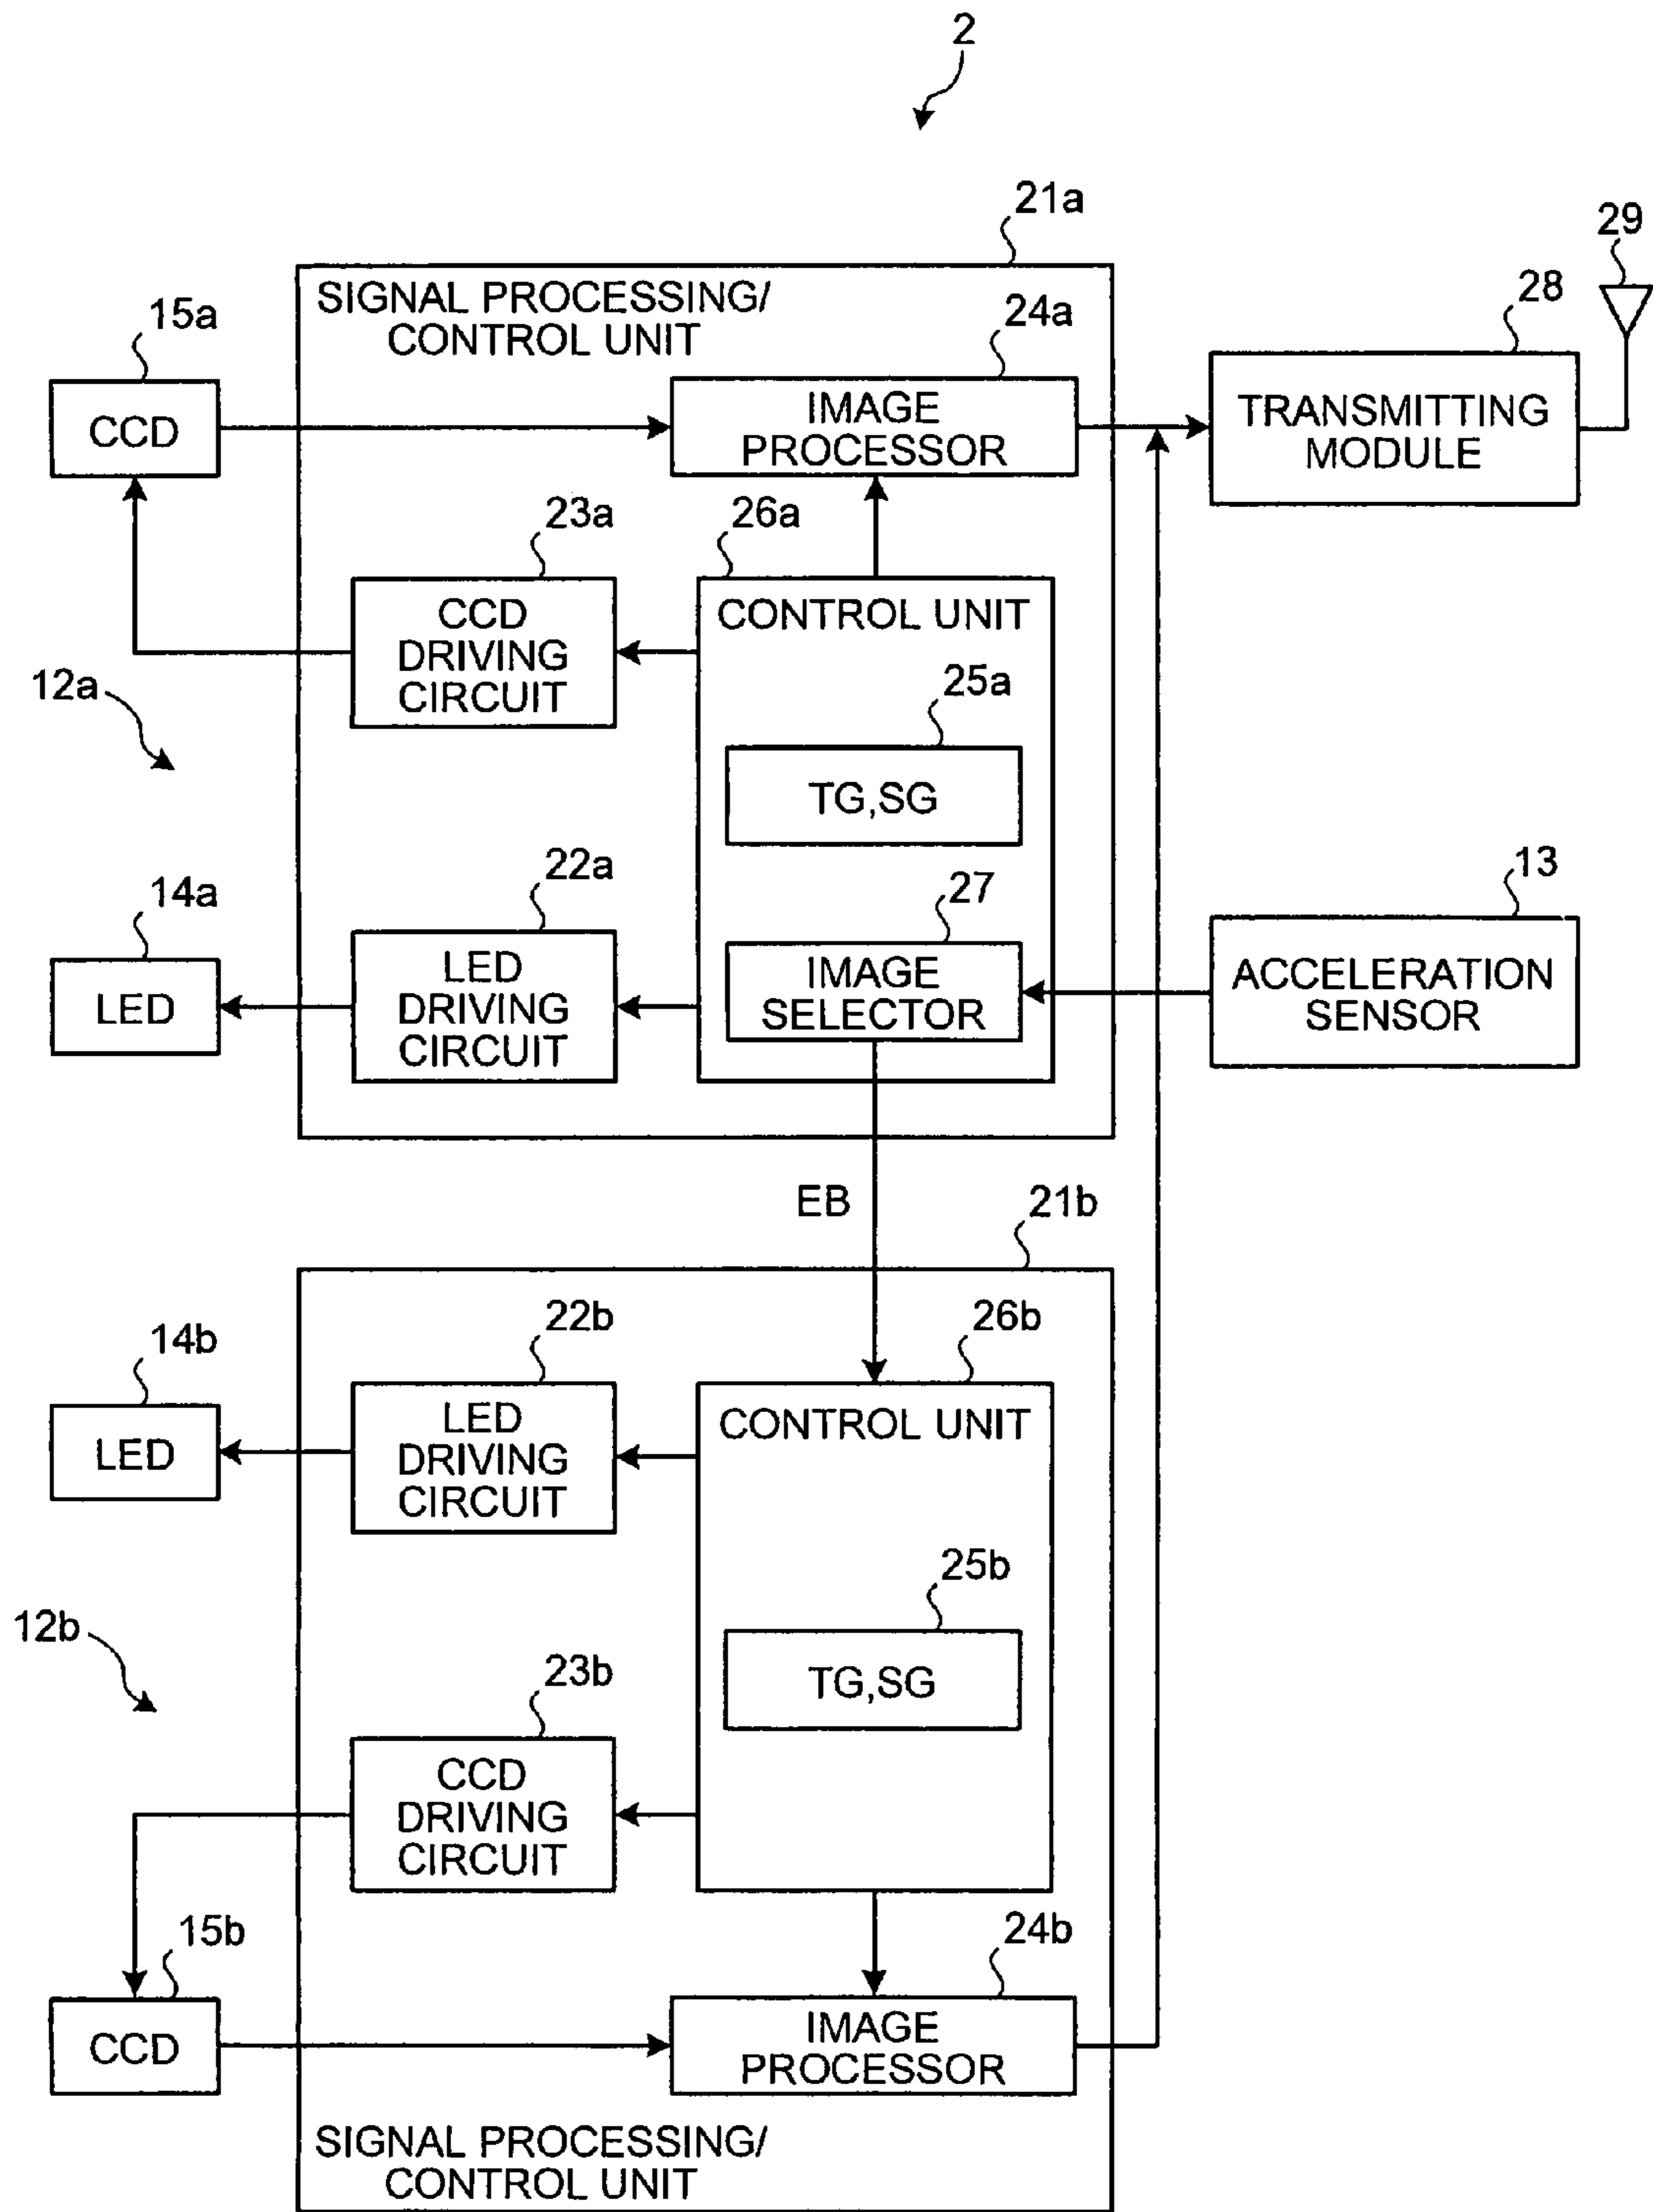 2
21a
29
SIGNAL PROCESSING/
CONTROL UNIT
15a
24a
28
CCD
IMAGE
PROCESSOR
TRANSMITTING
MODULE
23a
26a
CCD
DRIVING
CIRCUIT
CONTROL UNIT
12a
25a
TG,SG
22a
14a
27
13
LED
LED
DRIVING
CIRCUIT
IMAGE
SELECTOR
ACCELERATION
SENSOR
EB
21b
22b
26b
14b
LED
LED
DRIVING
CIRCUIT
CONTROL UNIT
25b
12b
23b
TG,SG
CCD
DRIVING
CIRCUIT
15b
24b
CCD
IMAGE
PROCESSOR
SIGNAL PROCESSING/
CONTROL UNIT